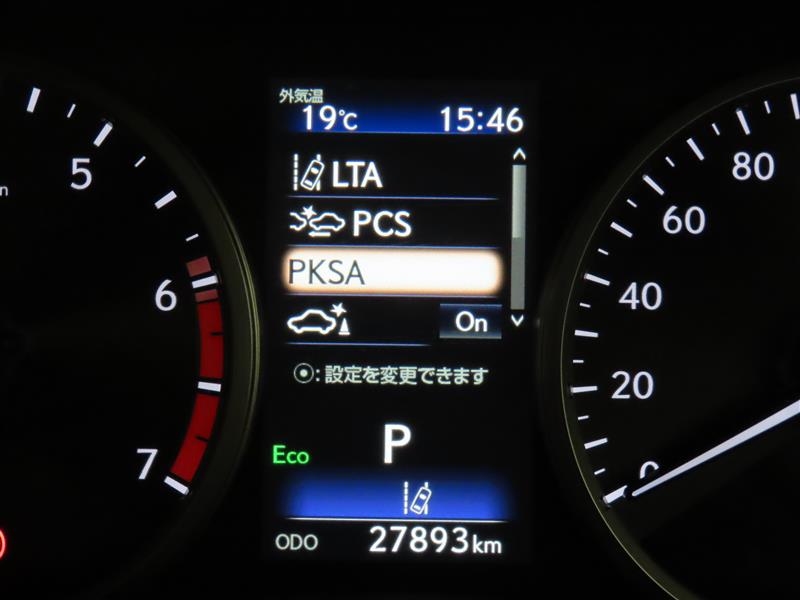 外気温
19℃ 15:46
LTA
PCS
PKSA
On
: 設定を変更できます
P
Eco
ODO 27893km
5
6
7
80
60
40
20
0